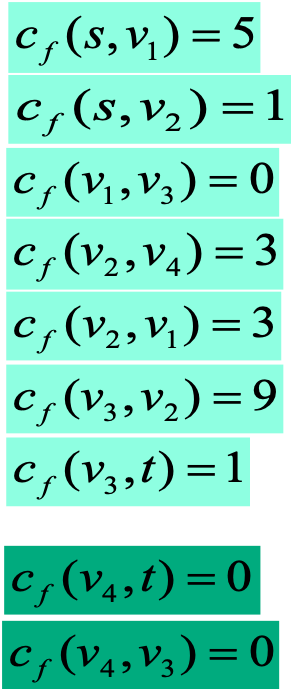 c_f(s,v_1)=5
c_f(s,v_2)=1
c_f(v_1,v_3)=0
c_f(v_2,v_4)=3
c_f(v_2,v_1)=3
c_f(v_3,v_2)=9
c_f(v_3,t)=1
c_f(v_4,t)=0
c_f(v_4,v_3)=0